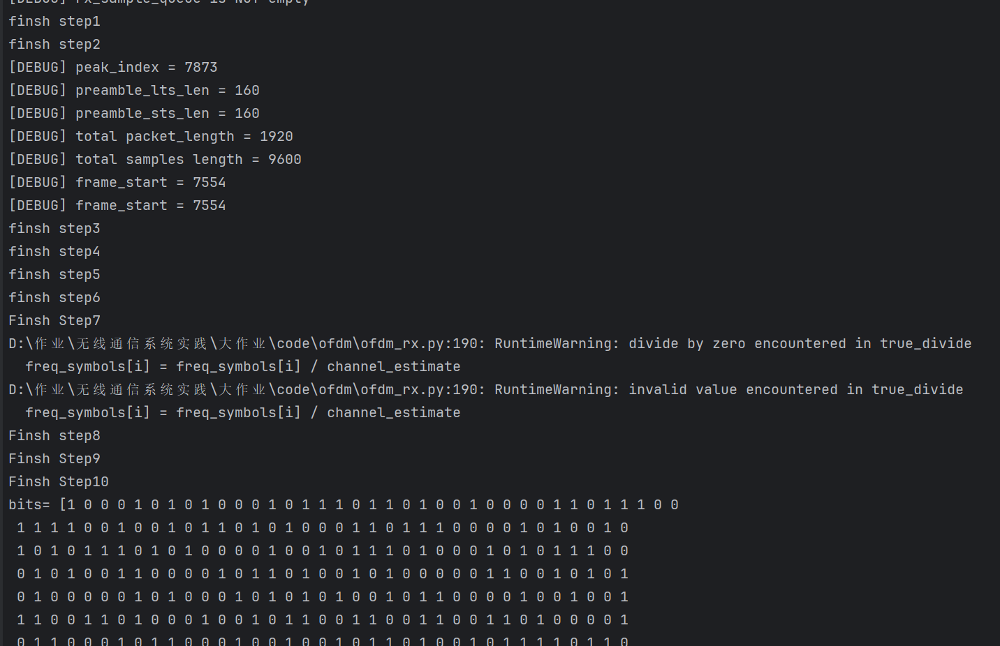 [DEBUG] rx_sample_queue is NOT empty
finsh step1
finsh step2
[DEBUG] peak_index = 7873
[DEBUG] preamble_lts_len = 160
[DEBUG] preamble_sts_len = 160
[DEBUG] total packet_length = 1920
[DEBUG] total samples length = 9600
[DEBUG] frame_start = 7554
[DEBUG] frame_start = 7554
finsh step3
finsh step4
finsh step5
finsh step6
Finsh Step7
D:\作业\无线通信系统实践\大作业\code\ofdm\ofdm_rx.py:190: RuntimeWarning: divide by zero encountered in true_divide
  freq_symbols[i] = freq_symbols[i] / channel_estimate
D:\作业\无线通信系统实践\大作业\code\ofdm\ofdm_rx.py:190: RuntimeWarning: invalid value encountered in true_divide
  freq_symbols[i] = freq_symbols[i] / channel_estimate
Finsh step8
Finsh Step9
Finsh Step10
bits= [1 0 0 0 1 0 1 0 1 0 0 0 1 0 1 1 1 0 1 1 0 1 0 0 1 0 0 0 0 1 1 0 1 1 1 0 0
 1 1 1 1 0 0 1 0 0 1 0 1 1 0 1 0 1 0 0 0 1 1 0 1 1 1 0 0 0 0 1 0 1 0 0 1 0
 1 0 1 0 1 1 1 0 1 0 1 0 0 0 0 1 0 0 1 0 1 1 1 0 1 0 0 0 1 0 1 0 1 1 1 0 0
 0 1 0 1 0 0 1 1 0 0 0 0 1 0 1 1 0 1 0 0 1 0 1 0 0 0 0 0 1 1 0 0 1 0 1 0 1
 0 1 0 0 0 0 0 1 0 1 0 0 0 1 0 1 0 1 0 1 0 0 1 0 1 1 0 0 0 0 1 0 0 1 0 0 1
 1 1 0 0 1 1 0 1 0 0 0 1 0 0 1 0 1 1 0 0 1 1 0 0 1 1 0 0 1 1 0 1 0 0 0 0 1
 0 1 1 0 0 0 1 0 1 1 0 0 0 1 0 0 1 0 0 1 0 1 1 0 1 0 0 1 0 1 1 1 1 0 1 1 0